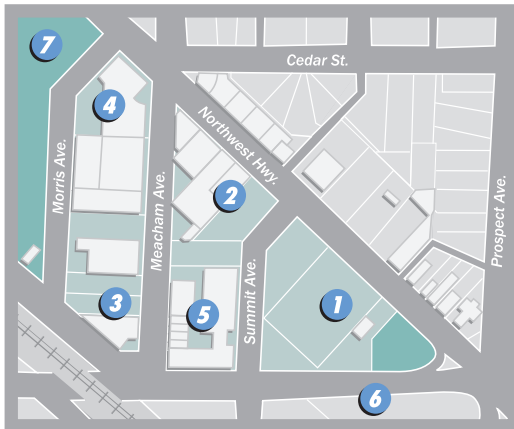 7
Cedar St.
4
Northwest Hwy.
Morris Ave.
Meacham Ave.
2
Prospect Ave.
Summit Ave.
3
5
1
6